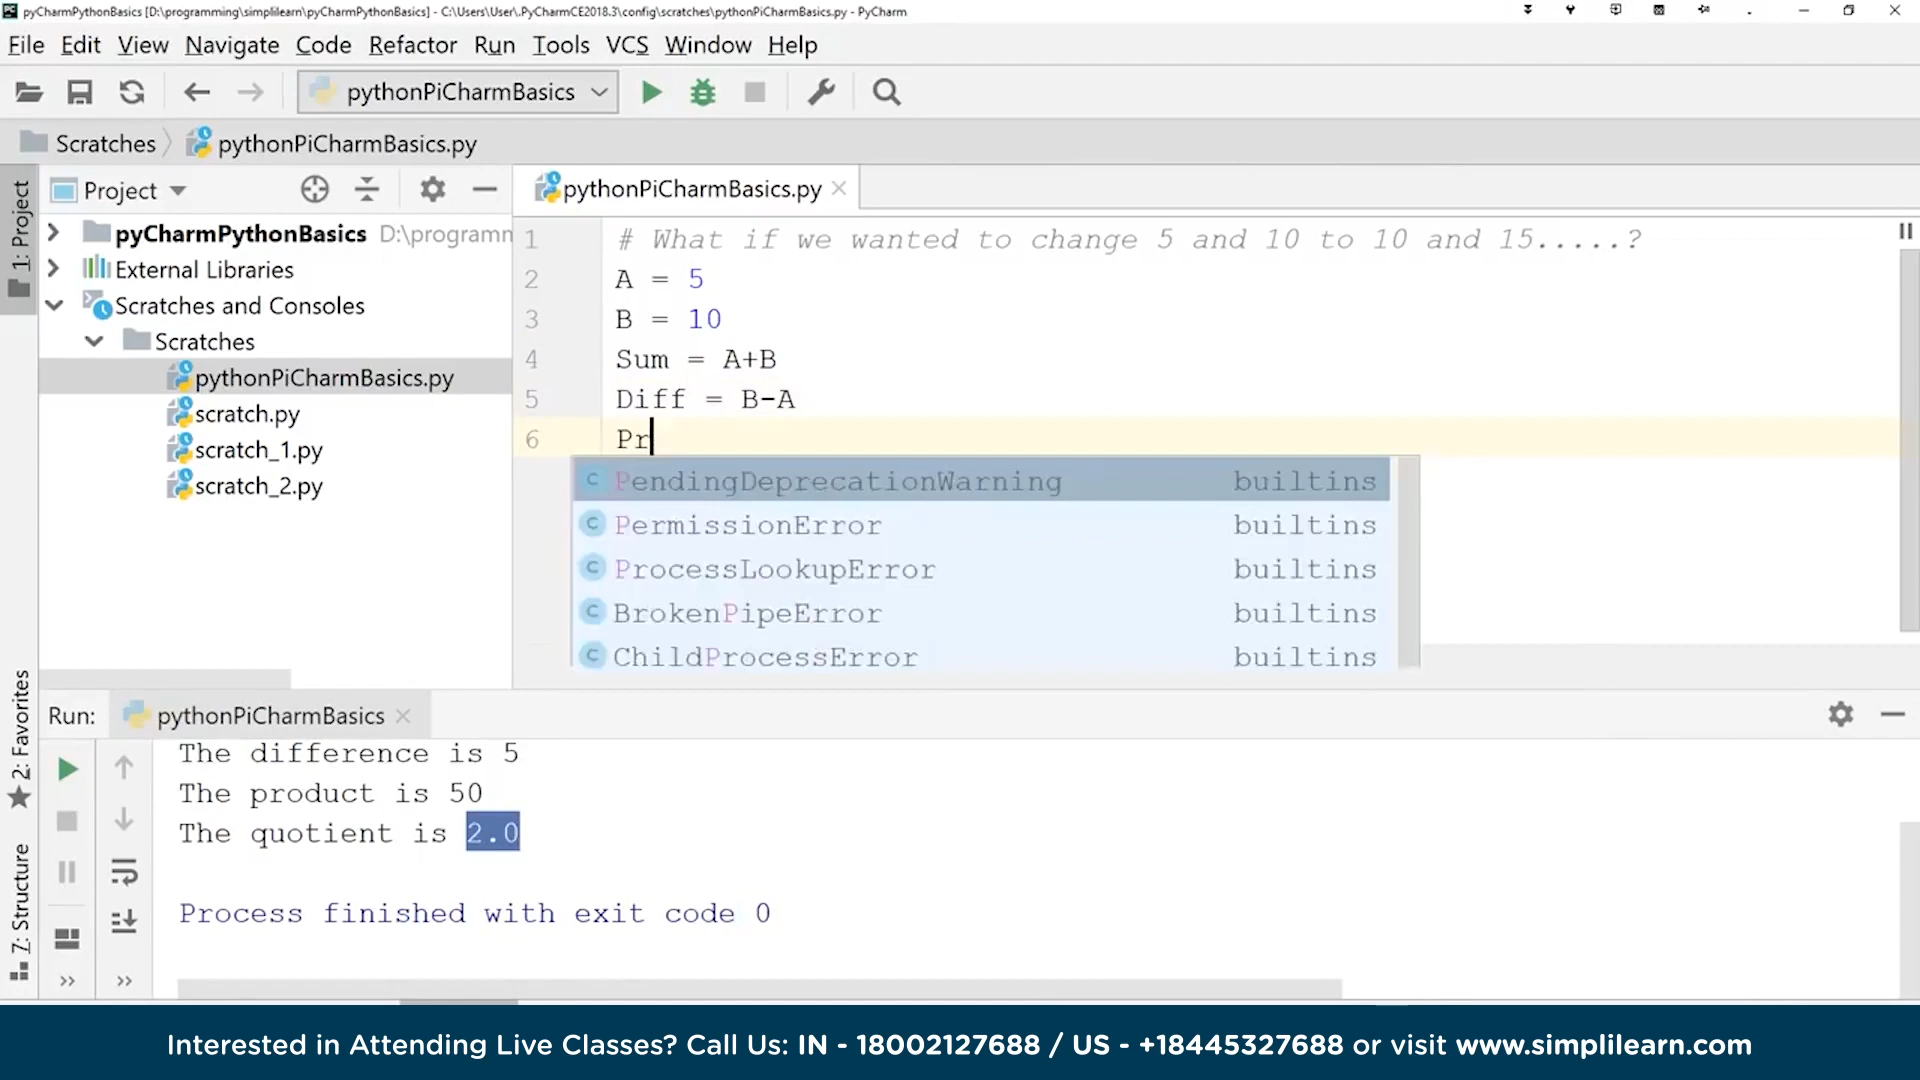 pyCharmPythonBasics [D:\programming\simplilearn\pyCharmPythonBasics] - C:\Users\User\.PyCharmCE2018.3\config\scratches\pythonPiCharmBasics.py - PyCharm
File Edit View Navigate Code Refactor Run Tools VCS Window Help
pythonPiCharmBasics
Scratches pythonPiCharmBasics.py
1: Project
Project
pyCharmPythonBasics D:\programm
External Libraries
Scratches and Consoles
Scratches
pythonPiCharmBasics.py
scratch.py
scratch_1.py
scratch_2.py
pythonPiCharmBasics.py
1 # What if we wanted to change 5 and 10 to 10 and 15.....?
2 A = 5
3 B = 10
4 Sum = A+B
5 Diff = B-A
6 Pr
PendingDeprecationWarning builtins
PermissionError builtins
ProcessLookupError builtins
BrokenPipeError builtins
ChildProcessError builtins
2: Favorites
7: Structure
Run: pythonPiCharmBasics
The difference is 5
The product is 50
The quotient is 2.0
Process finished with exit code 0
Interested in Attending Live Classes? Call Us: IN - 18002127688 / US - +18445327688 or visit www.simplilearn.com